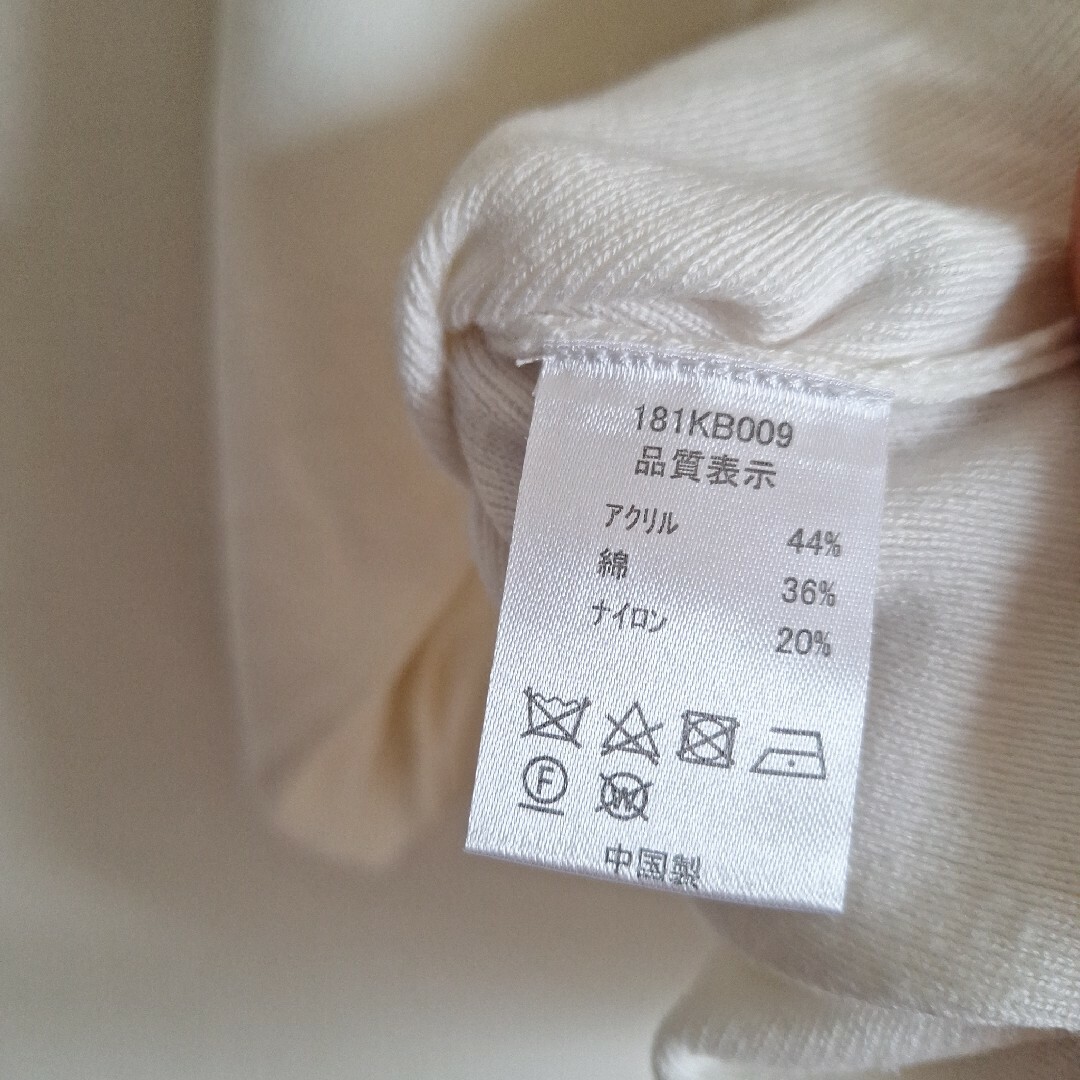 181KB009
品質表示
アクリル 44%
綿 36%
ナイロン 20%
F
W
中国製